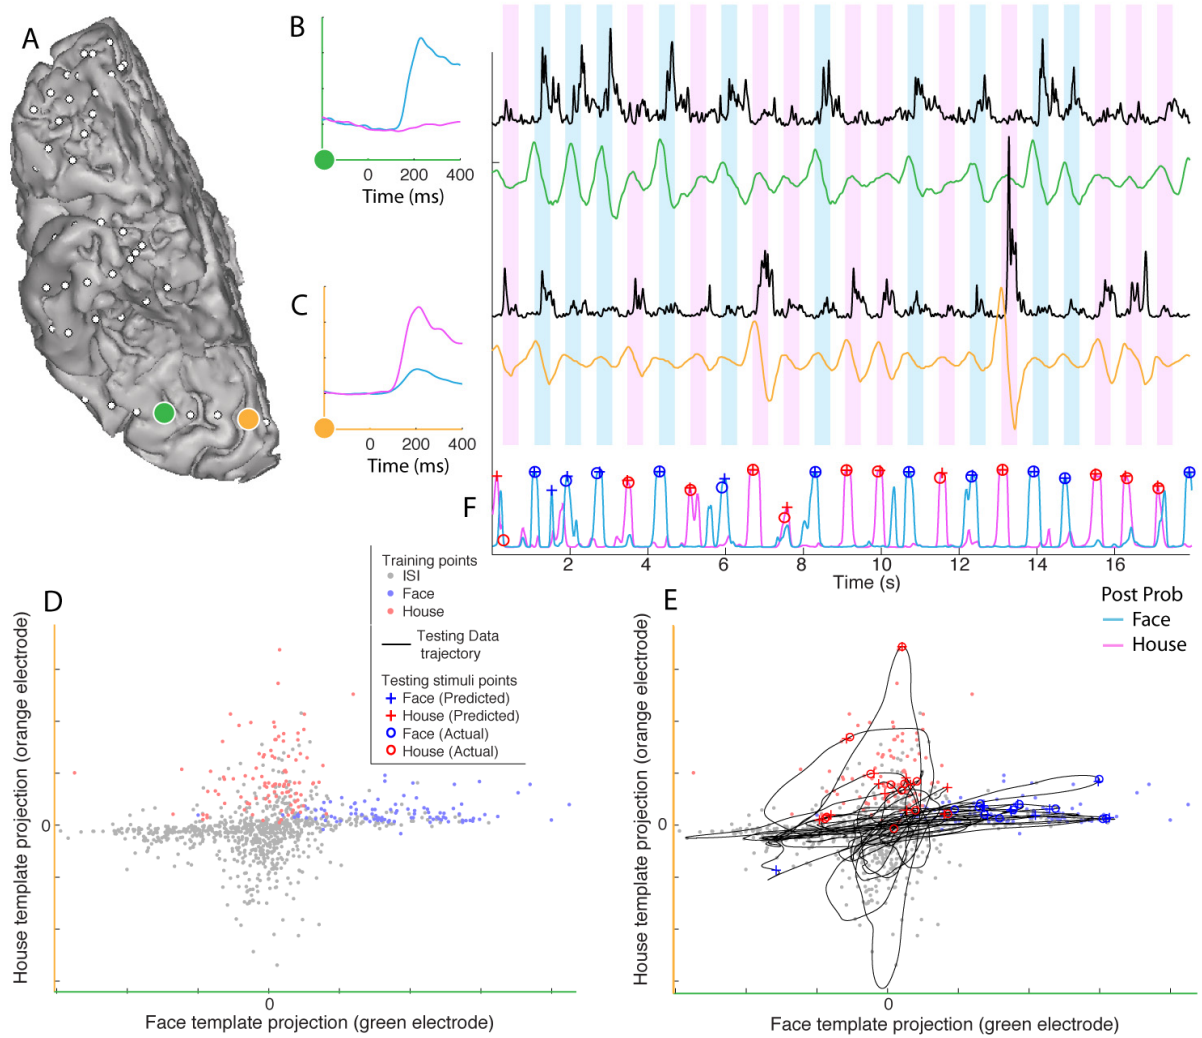 A
B
0
200
400
Time (ms)
C
0
200
400
Time (ms)
F
2
4
6
8
10
12
14
16
Time (s)
Training points
ISI
Face
House
Testing Data
trajectory
Testing stimuli points
Face (Predicted)
House (Predicted)
Face (Actual)
House (Actual)
Post Prob
Face
House
D
House template projection (orange electrode)
0
0
Face template projection (green electrode)
E
House template projection (orange electrode)
0
0
Face template projection (green electrode)